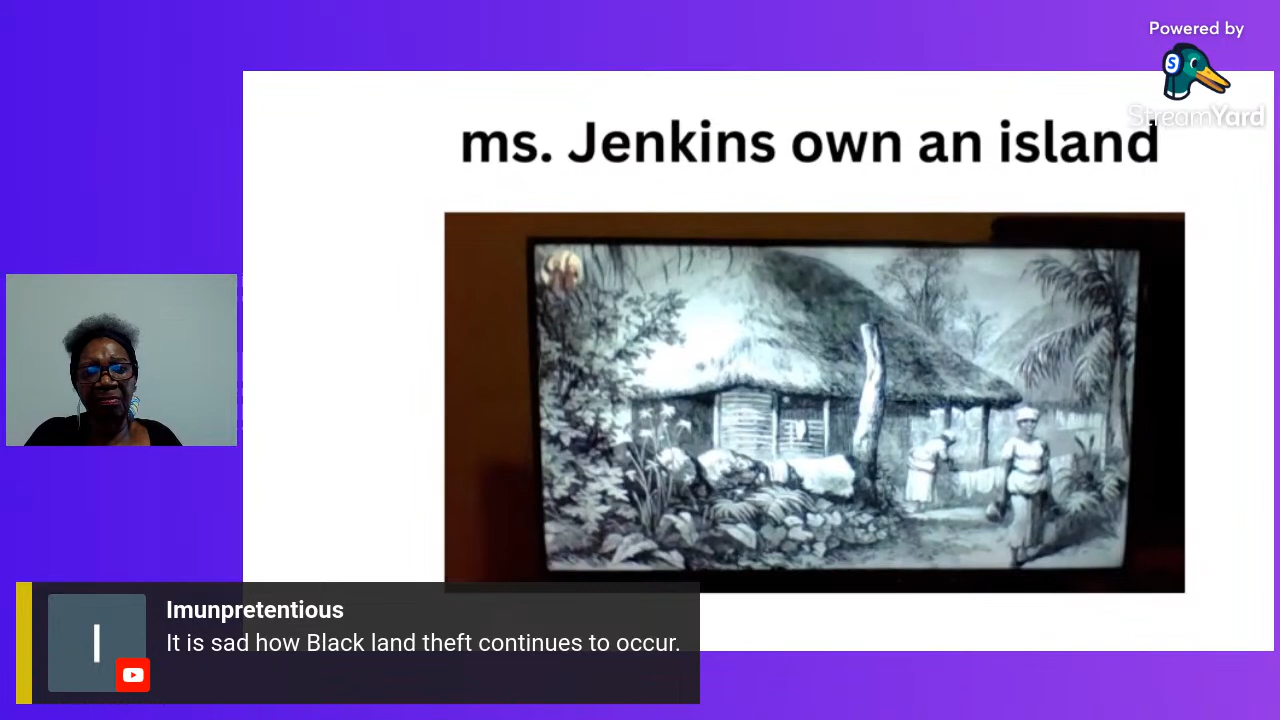 Powered by
S
StreamYard
ms. Jenkins own an island
I
Imunpretentious
It is sad how Black land theft continues to occur.